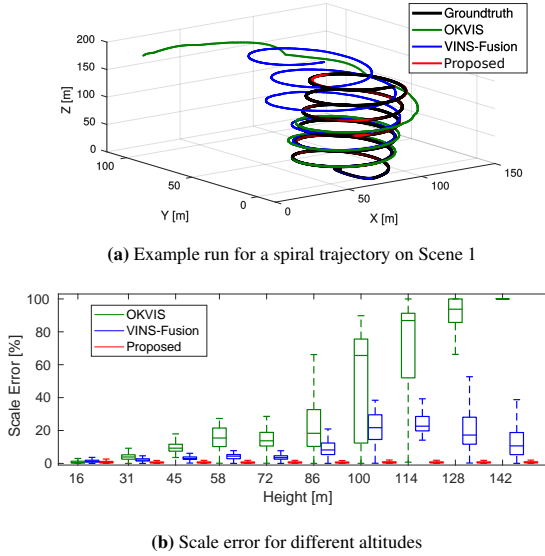 Groundtruth
OKVIS
VINS-Fusion
Proposed
200
150
100
50
0
Z [m]
100
50
0
Y [m]
0
50
100
150
X [m]
(a) Example run for a spiral trajectory on Scene 1
100
80
60
40
20
0
Scale Error [%]
OKVIS
VINS-Fusion
Proposed
16 31 45 58 72 86 100 114 128 142
Height [m]
(b) Scale error for different altitudes